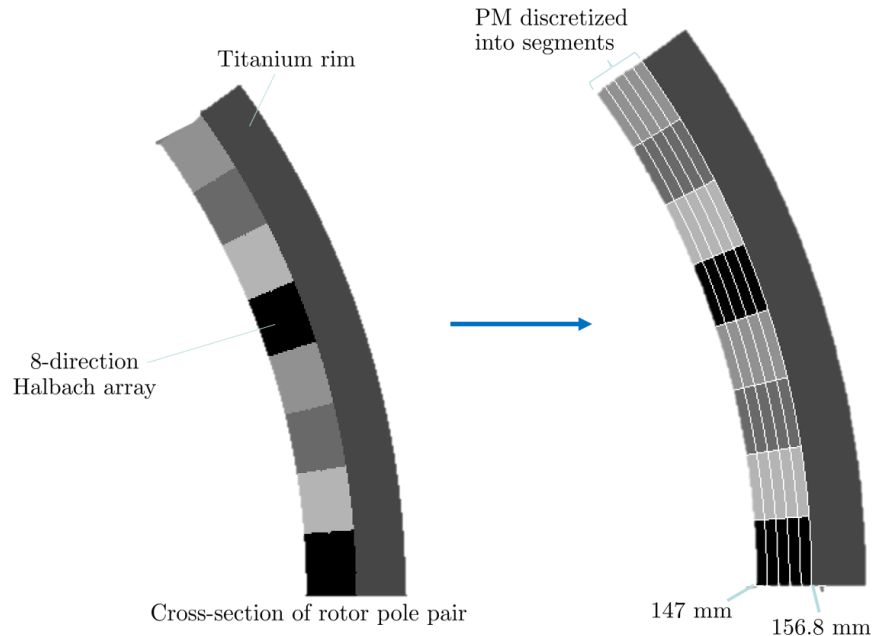 PM discretized
into segments
Titanium rim
8-direction
Halbach array
Cross-section of rotor pole pair
147 mm
156.8 mm